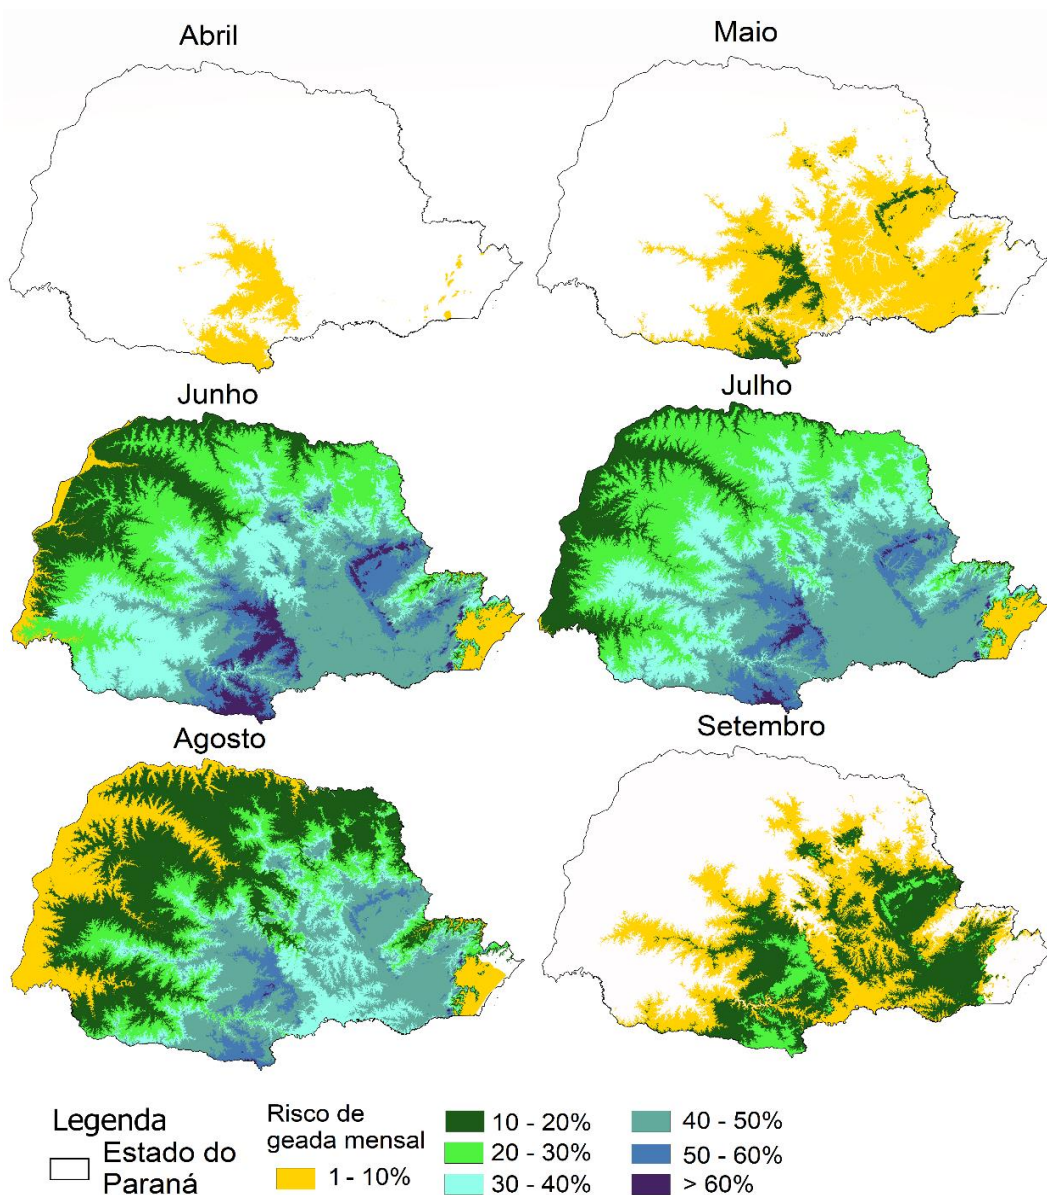 Abril
Maio
Junho
Julho
Agosto
Setembro
Legenda
Estado do
Paraná
Risco de
geada mensal
1 - 10%
10 - 20%
20 - 30%
30 - 40%
40 - 50%
50 - 60%
> 60%